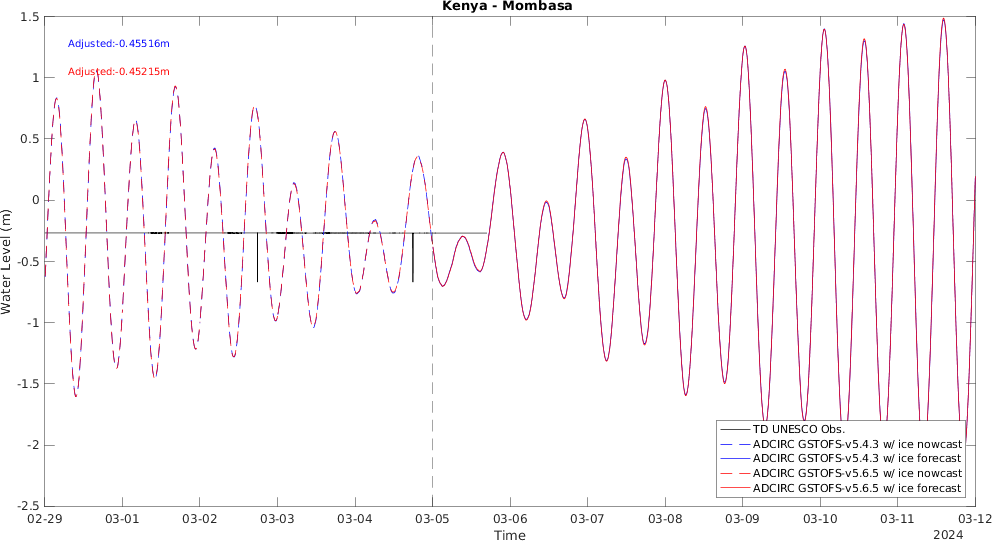 Kenya - Mombasa
Adjusted:-0.45516m
Adjusted:-0.45215m
Water Level (m)
1.5
1
0.5
0
-0.5
-1
-1.5
-2
-2.5
TD UNESCO Obs.
ADCIRC GSTOFS-v5.4.3 w/ ice nowcast
ADCIRC GSTOFS-v5.4.3 w/ ice forecast
ADCIRC GSTOFS-v5.6.5 w/ ice nowcast
ADCIRC GSTOFS-v5.6.5 w/ ice forecast
02-29 03-01 03-02 03-03 03-04 03-05 03-06 03-07 03-08 03-09 03-10 03-11 03-12
Time
2024